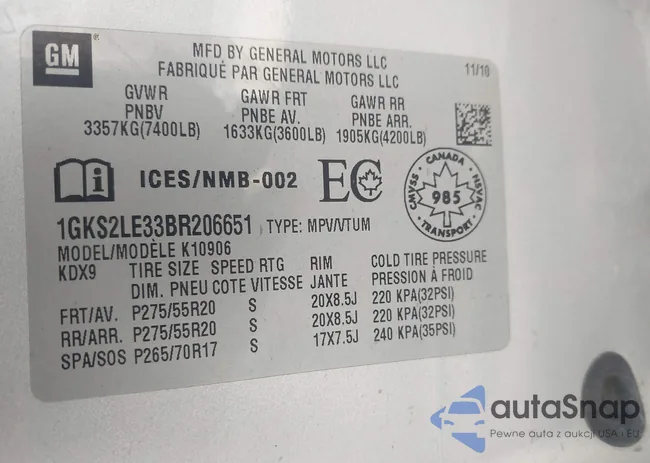 GM
MFD BY GENERAL MOTORS LLC
FABRIQUÉ PAR GENERAL MOTORS LLC
11/10
GVWR GAWR FRT GAWR RR
PNBV PNBE AV. PNBE ARR.
3357KG(7400LB) 1633KG(3600LB) 1905KG(4200LB)
ICES/NMB-002 EC
CANADA CMVSS NSVAC 985 TRANSPORT
1GKS2LE33BR206651 TYPE: MPV/VTUM
MODEL/MODÈLE K10906
KDX9 TIRE SIZE SPEED RTG RIM COLD TIRE PRESSURE
DIM. PNEU COTE VITESSE JANTE PRESSION À FROID
FRT/AV. P275/55R20 S 20X8.5J 220 KPA(32PSI)
RR/ARR. P275/55R20 S 20X8.5J 220 KPA(32PSI)
SPA/SOS P265/70R17 S 17X7.5J 240 KPA(35PSI)
autaSnap
Pewne auta z aukcji USA i EU